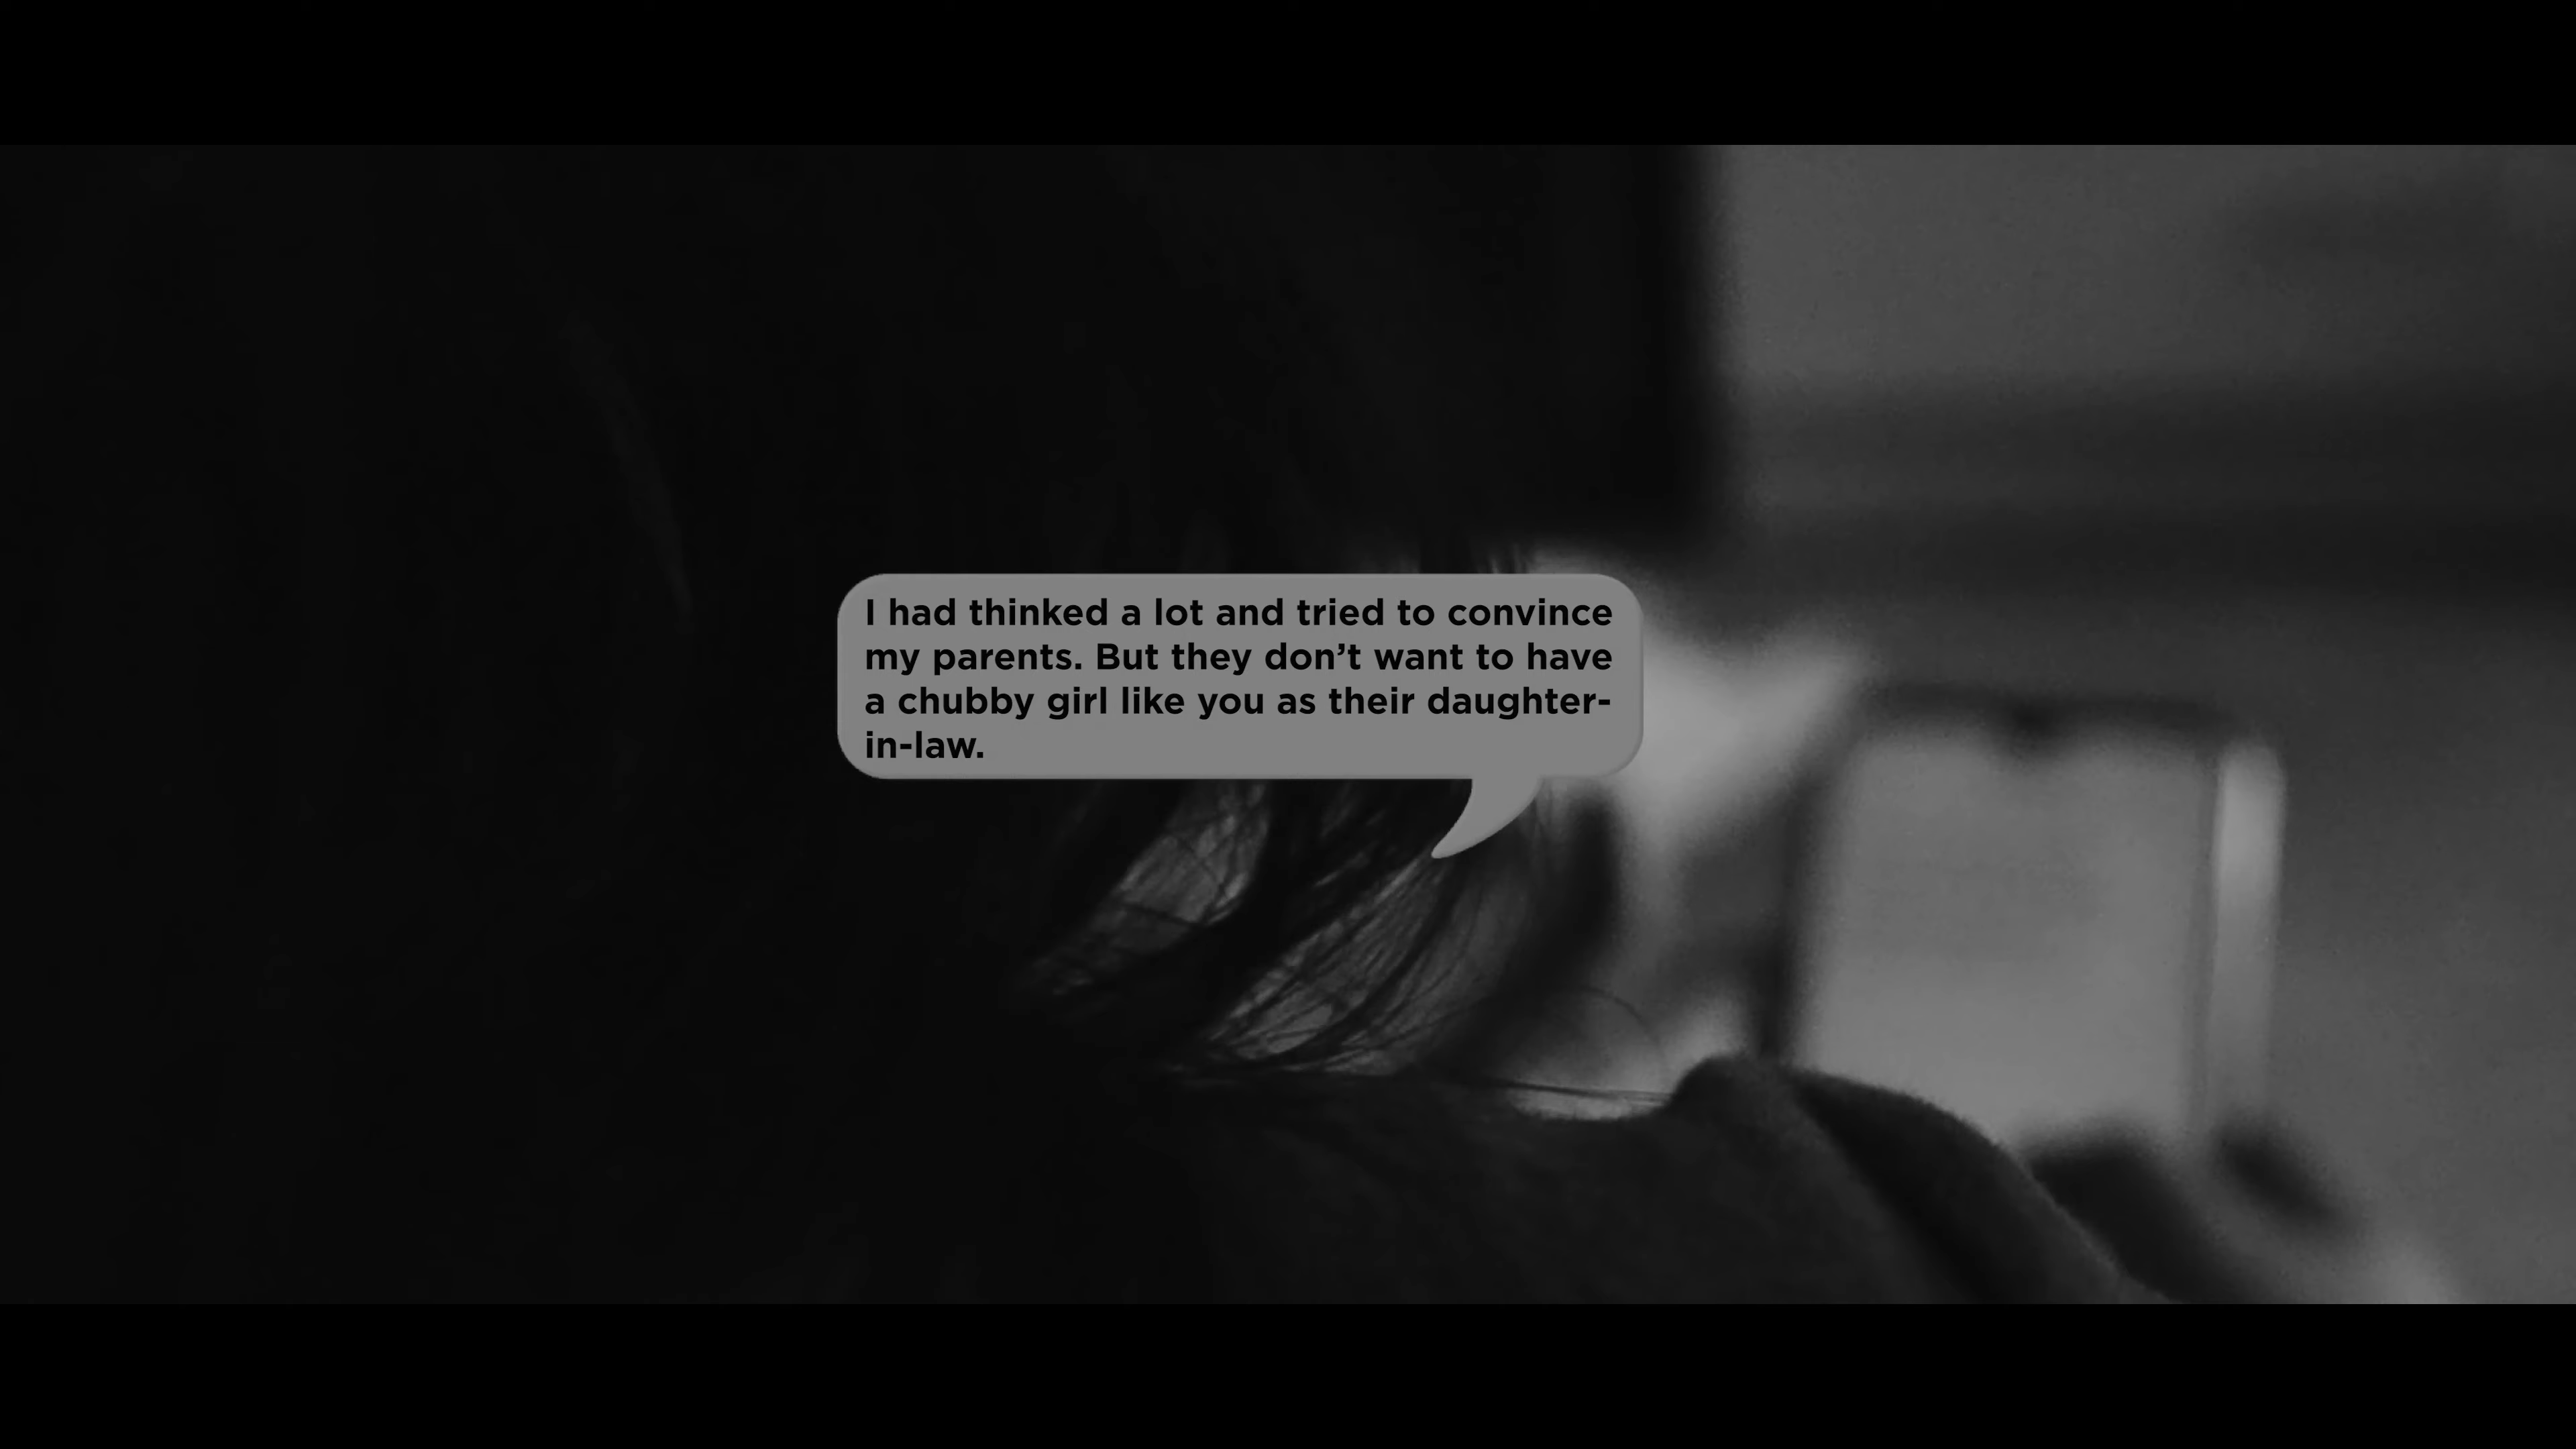 I had thinked a lot and tried to convince
my parents. But they don’t want to have
a chubby girl like you as their daughter-
in-law.